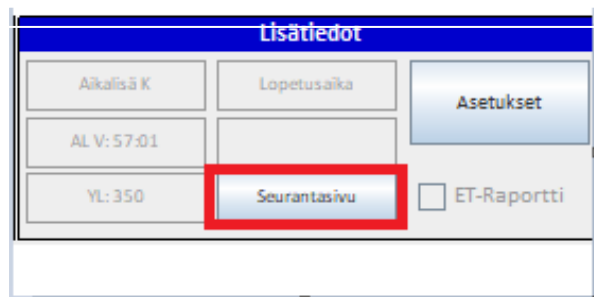 Lisätiedot
Aikalisä K
Lopetusaika
Asetukset
AL V: 57:01
YL: 350
Seurantasivu
ET-Raportti